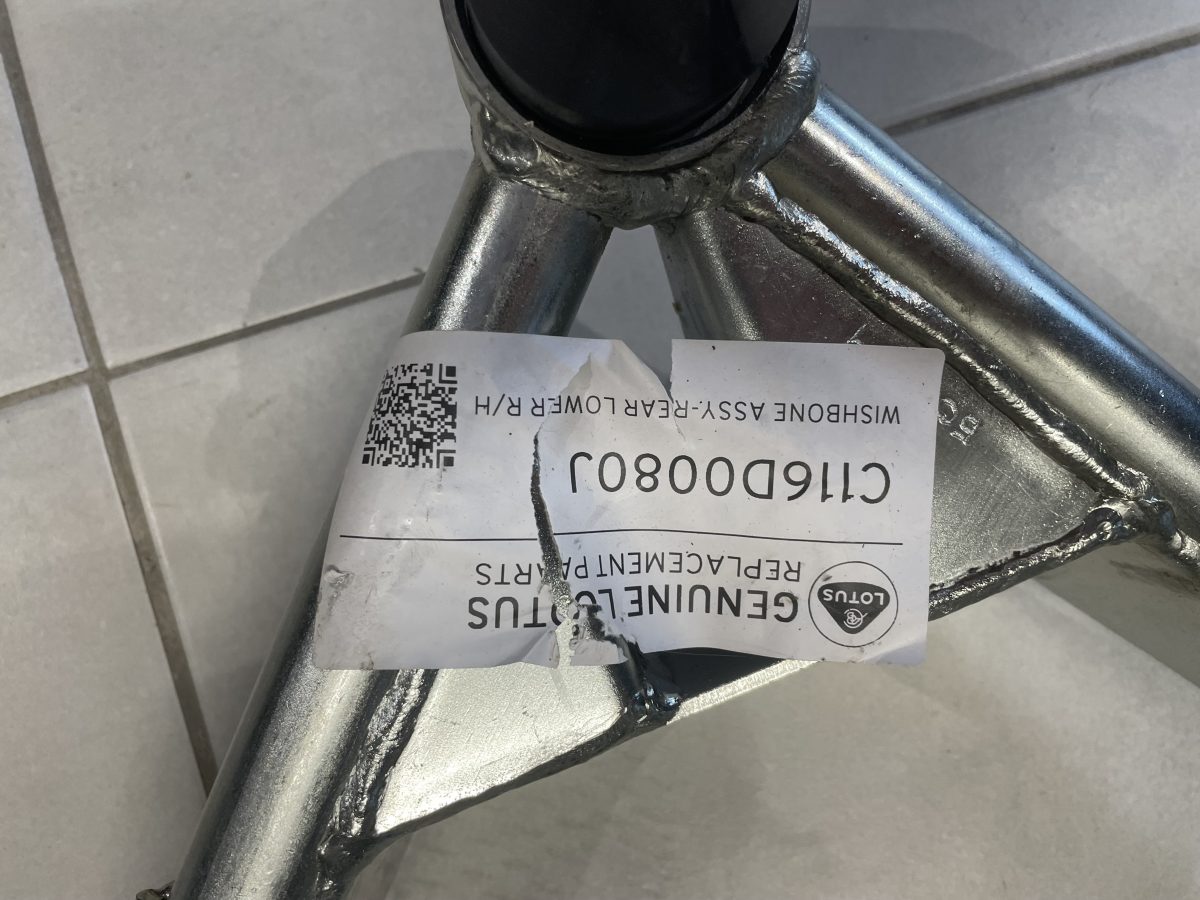 LOTUS
GENUINE LOTUS
REPLACEMENT PARTS
C116D0080J
WISHBONE ASSY-REAR LOWER R/H